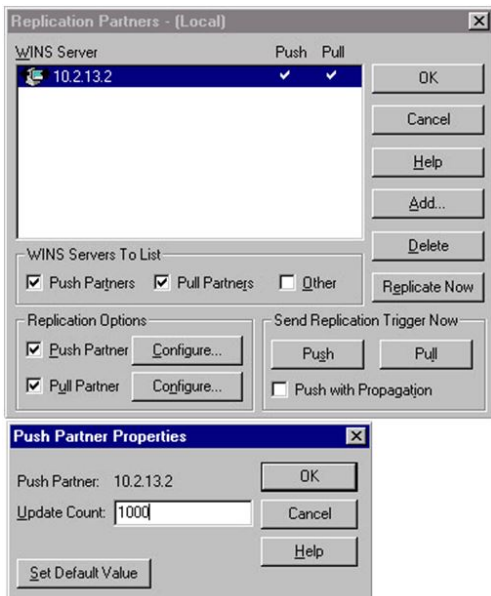 Replication Partners - (Local)
WINS Server Push Pull
10.2.13.2
OK
Cancel
Help
Add...
Delete
Replicate Now
WINS Servers To List
Push Partners Pull Partners Other
Replication Options
Push Partner Configure...
Pull Partner Configure...
Send Replication Trigger Now
Push Pull
Push with Propagation
Push Partner Properties
Push Partner: 10.2.13.2
Update Count: 1000
OK
Cancel
Help
Set Default Value